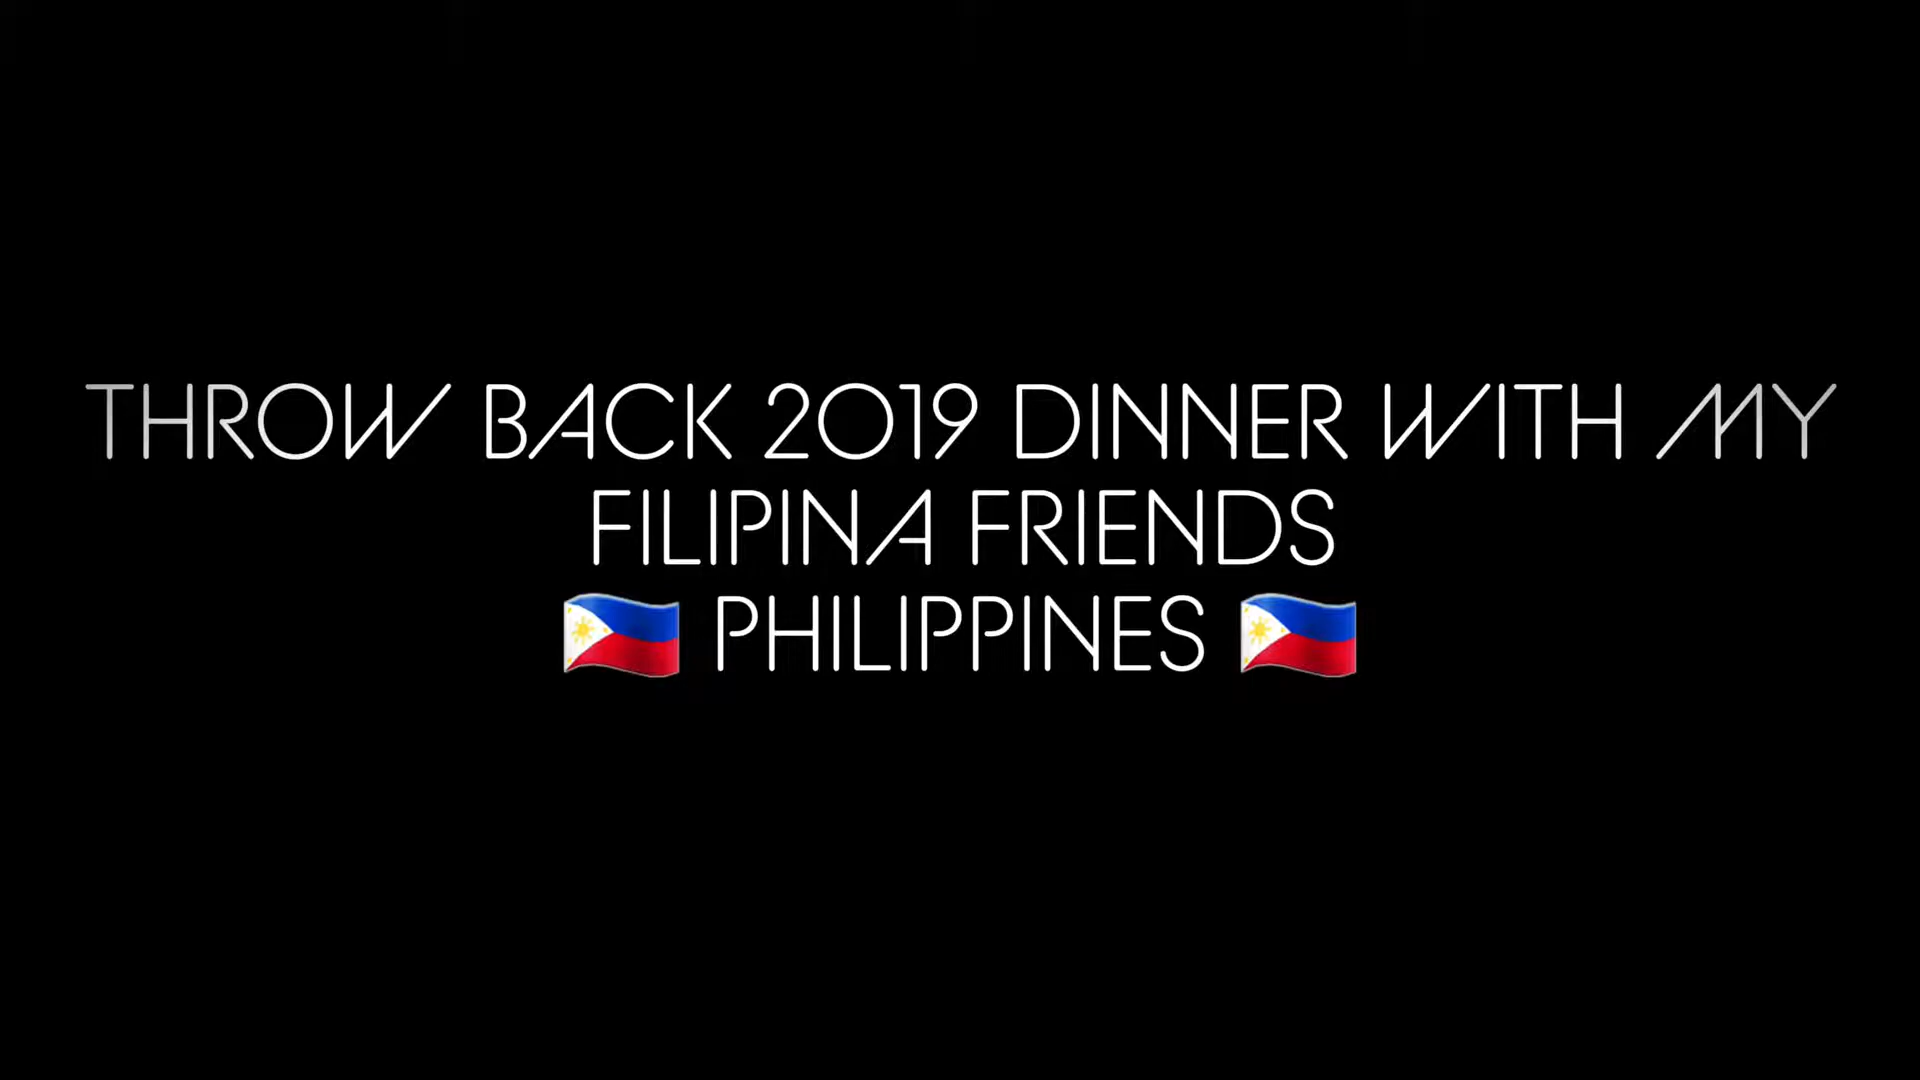 THROW BACK 2019 DINNER WITH MY
FILIPINA FRIENDS
🇵🇭 PHILIPPINES 🇵🇭